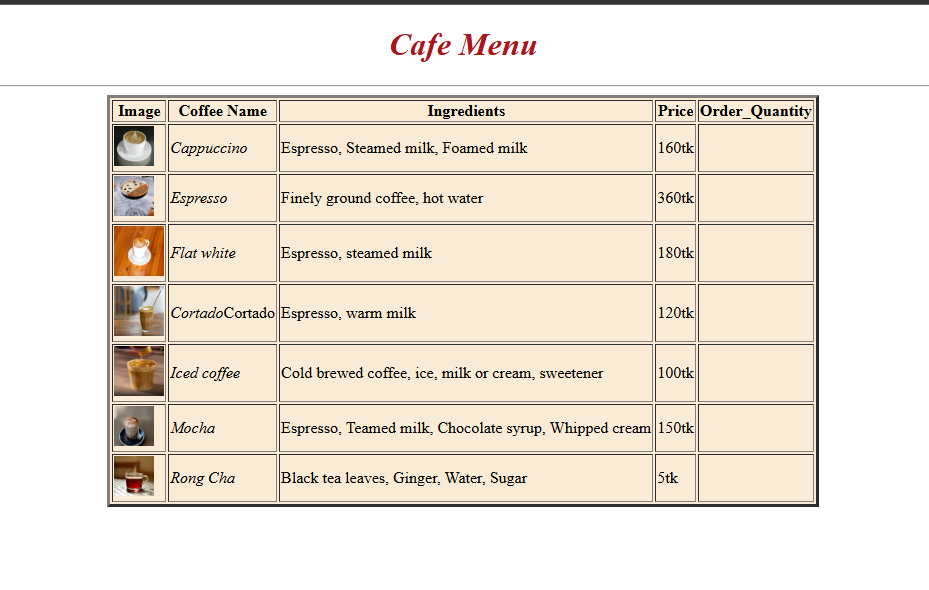 Cafe Menu
Image Coffee Name Ingredients Price Order_Quantity
Cappuccino Espresso, Steamed milk, Foamed milk 160tk
Espresso Finely ground coffee, hot water 360tk
Flat white Espresso, steamed milk 180tk
CortadoCortado Espresso, warm milk 120tk
Iced coffee Cold brewed coffee, ice, milk or cream, sweetener 100tk
Mocha Espresso, Teamed milk, Chocolate syrup, Whipped cream 150tk
Rong Cha Black tea leaves, Ginger, Water, Sugar 5tk